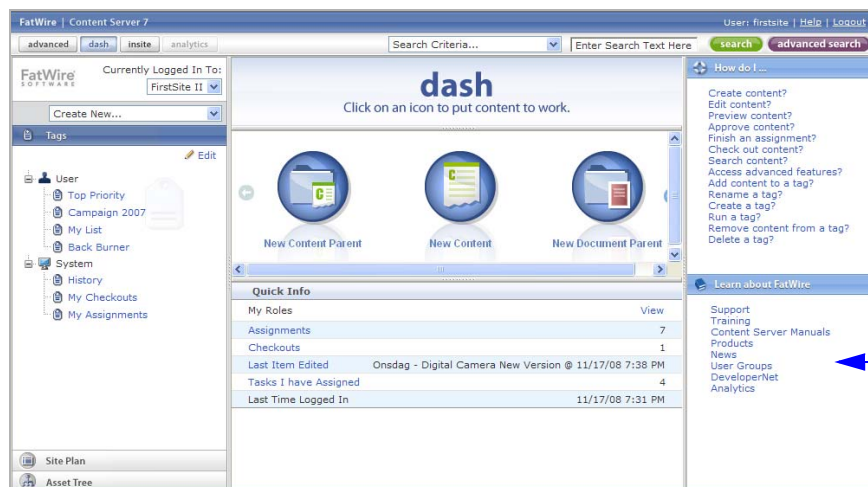 FatWire | Content Server 7
User: firstsite | Help | Logout
advanced dash insite analytics
Search Criteria...
Enter Search Text Here
search
advanced search
FatWire
SOFTWARE
Currently Logged In To:
FirstSite II
Create New...
Tags
Edit
User
Top Priority
Campaign 2007
My List
Back Burner
System
History
My Checkouts
My Assignments
Site Plan
Asset Tree
dash
Click on an icon to put content to work.
New Content Parent
New Content
New Document Parent
Quick Info
My Roles View
Assignments 7
Checkouts 1
Last Item Edited Onsdag - Digital Camera New Version @ 11/17/08 7:38 PM
Tasks I have Assigned 4
Last Time Logged In 11/17/08 7:31 PM
How do I ...
Create content?
Edit content?
Preview content?
Approve content?
Finish an assignment?
Check out content?
Search content?
Access advanced features?
Add content to a tag?
Rename a tag?
Create a tag?
Run a tag?
Remove content from a tag?
Delete a tag?
Learn about FatWire
Support
Training
Content Server Manuals
Products
News
User Groups
DeveloperNet
Analytics